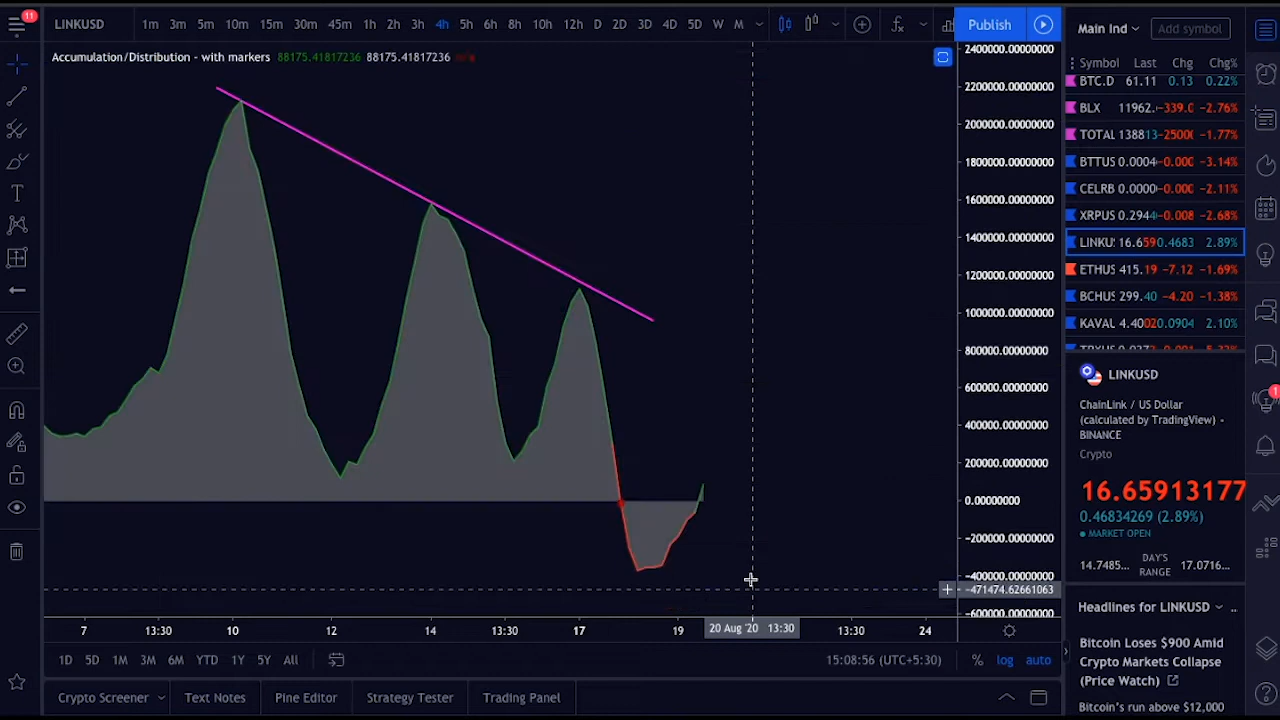 11
LINKUSD
1m 3m 5m 10m 15m 30m 45m 1h 2h 3h 4h 5h 6h 8h 10h 12h D 2D 3D 4D 5D W M
Publish
Accumulation/Distribution - with markers 88175.41817236 88175.41817236
2400000.00000000
2200000.00000000
2000000.00000000
1800000.00000000
1600000.00000000
1400000.00000000
1200000.00000000
1000000.00000000
800000.00000000
600000.00000000
400000.00000000
200000.00000000
0.00000000
-200000.00000000
-400000.00000000
-471474.62661063
-600000.00000000
7 13:30 10 12 14 13:30 17 19 20 Aug '20 13:30 13:30 24
1D 5D 1M 3M 6M YTD 1Y 5Y All
15:08:56 (UTC+5:30) % log auto
Crypto Screener Text Notes Pine Editor Strategy Tester Trading Panel
Main Ind Add symbol
Symbol Last Chg Chg%
BTC.D 61.11 0.13 0.22%
BLX 11962. -339.0 -2.76%
TOTAL 138813 -25000 -1.77%
BTTUS 0.0004 -0.000 -3.14%
CELRB 0.0000 -0.000 -2.11%
XRPUS 0.2944 -0.008 -2.68%
LINKU 16.659 0.4683 2.89%
ETHUS 415.19 -7.12 -1.69%
BCHUS 299.40 -4.20 -1.38%
KAVAL 4.4002 0.0904 2.10%
LINKUSD
ChainLink / US Dollar
(calculated by TradingView) -
BINANCE
Crypto
16.65913177
0.46834269 (2.89%)
MARKET OPEN
14.7485... DAY'S RANGE 17.0716...
Headlines for LINKUSD ..
Bitcoin Loses $900 Amid
Crypto Markets Collapse
(Price Watch)
Bitcoin's run above $12,000
1